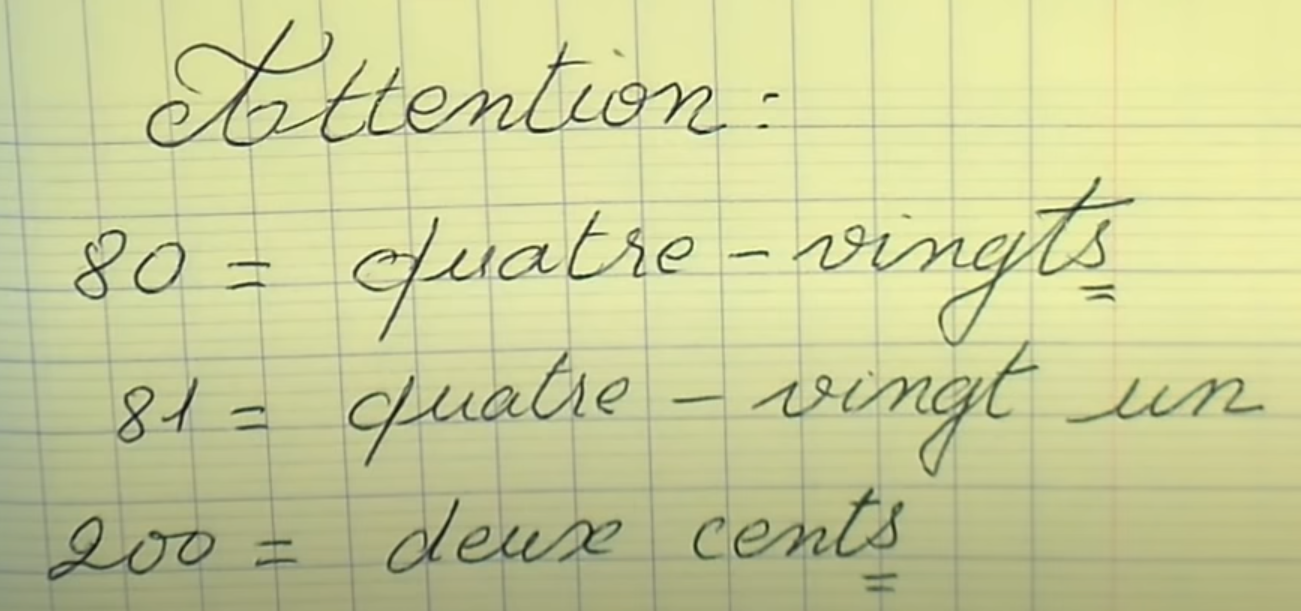 Attention :
80 = quatre - vingts
81 = quatre - vingt un
200 = deux cents